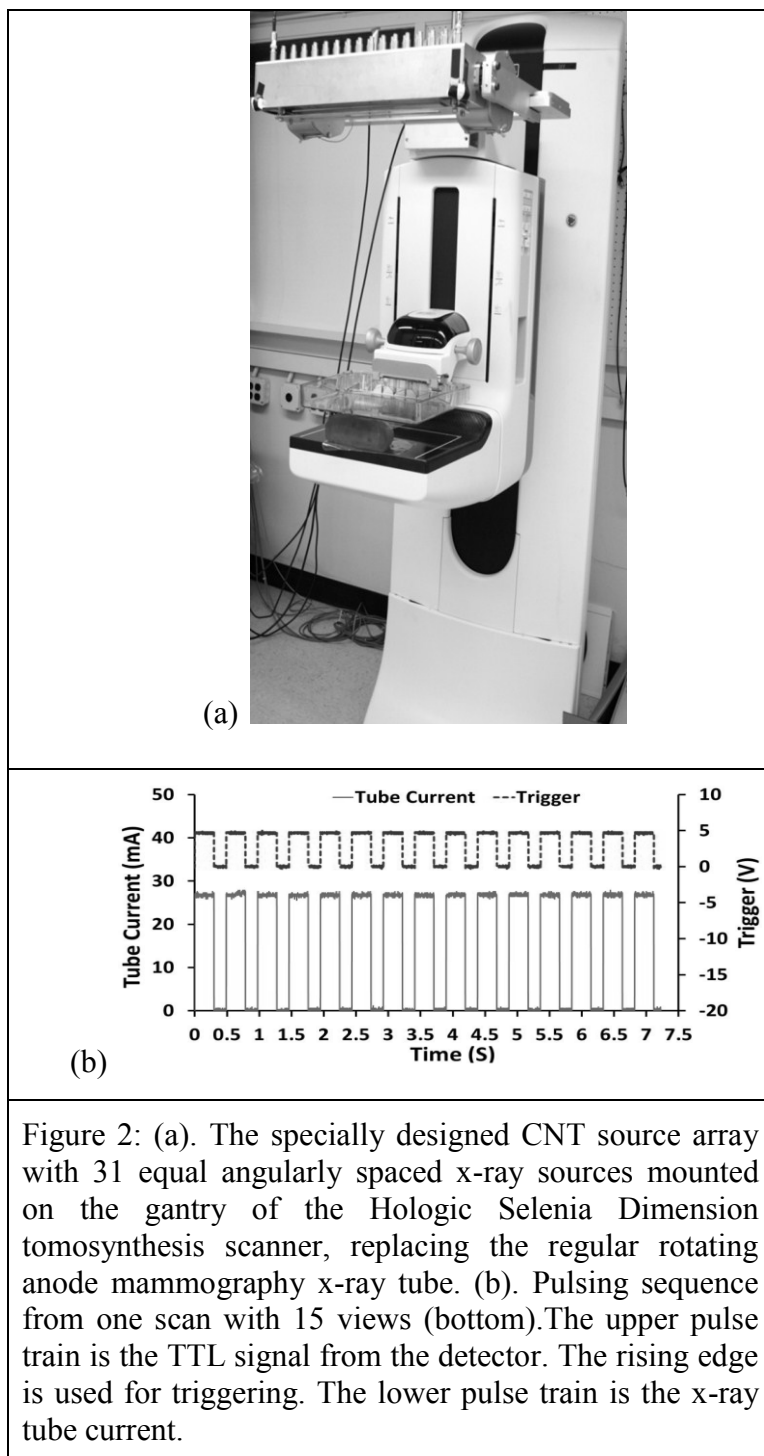 (a)
Tube Current Trigger
50 10
40 5
30 0
-5
20 -10
10 -15
0 -20
Tube Current (mA)
Trigger (V)
0 0.5 1 1.5 2 2.5 3 3.5 4 4.5 5 5.5 6 6.5 7 7.5
Time (S)
(b)
Figure 2: (a). The specially designed CNT source array
with 31 equal angularly spaced x-ray sources mounted
on the gantry of the Hologic Selenia Dimension
tomosynthesis scanner, replacing the regular rotating
anode mammography x-ray tube. (b). Pulsing sequence
from one scan with 15 views (bottom).The upper pulse
train is the TTL signal from the detector. The rising edge
is used for triggering. The lower pulse train is the x-ray
tube current.